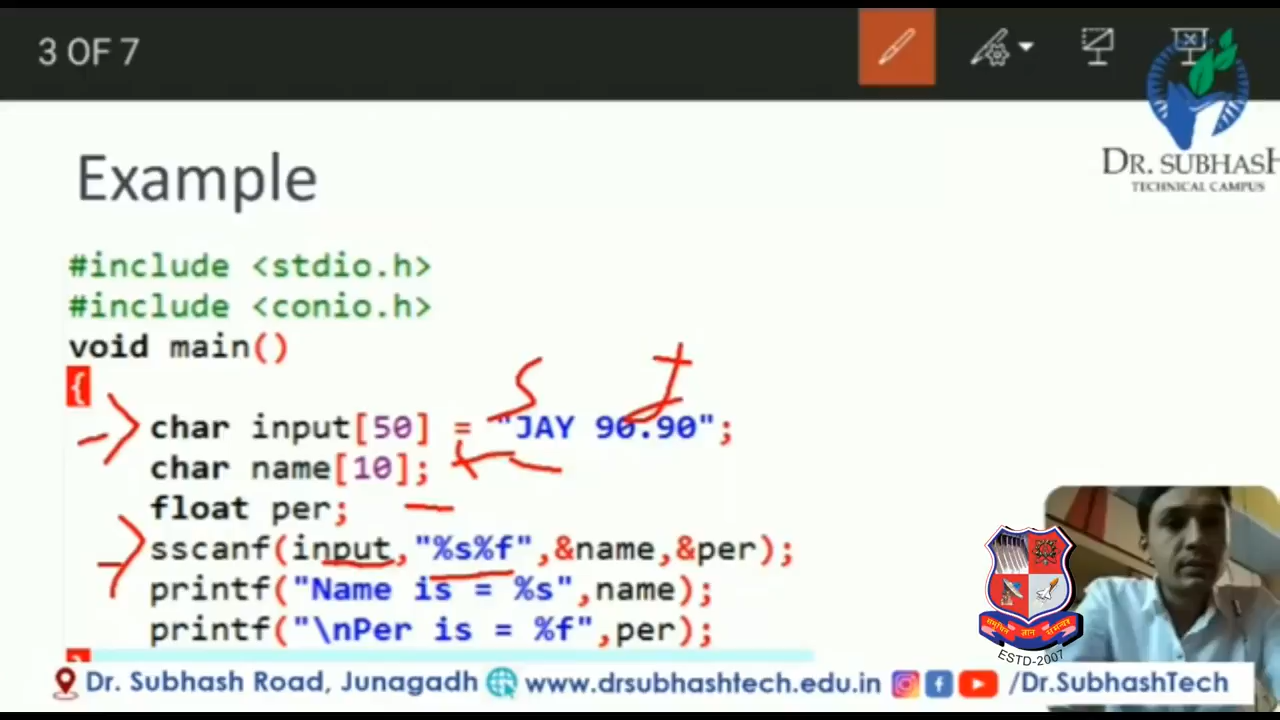 3 OF 7
DR. SUBHASH
TECHNICAL CAMPUS
Example
#include <stdio.h>
#include <conio.h>
void main()
{
char input[50] = "JAY 90.90";
char name[10];
float per;
sscanf(input,"%s%f",&name,&per);
printf("Name is = %s",name);
printf("\nPer is = %f",per);
}
ESTD-2007
Dr. Subhash Road, Junagadh www.drsubhashtech.edu.in /Dr.SubhashTech